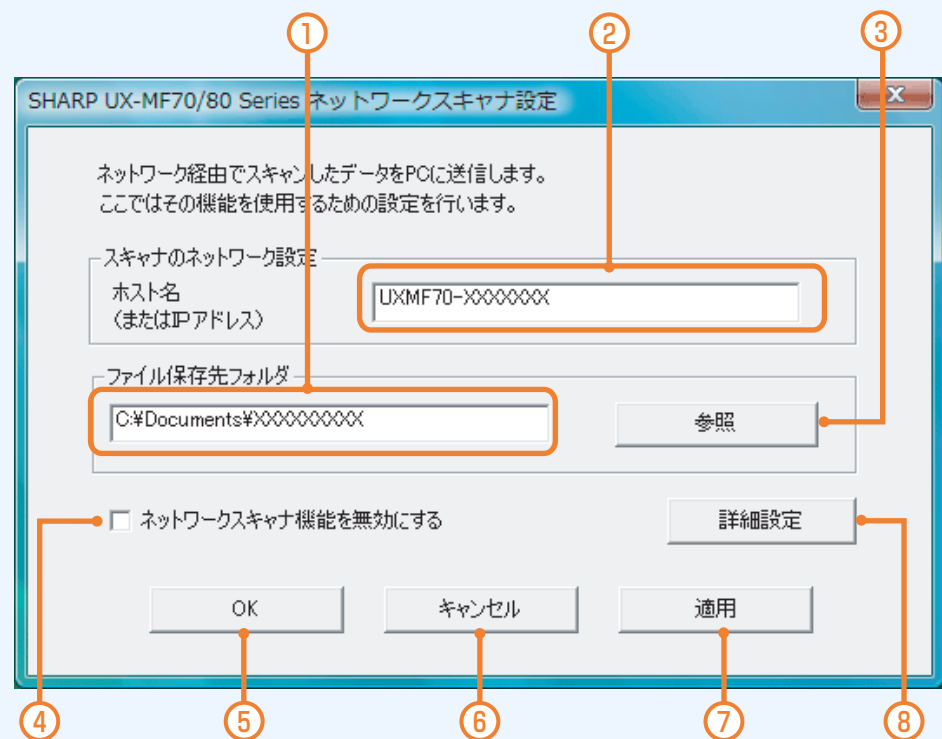 ① ② ③
SHARP UX-MF70/80 Series ネットワークスキャナ設定
X
ネットワーク経由でスキャンしたデータをPCに送信します。
ここではその機能を使用するための設定を行います。
スキャナのネットワーク設定
ホスト名
(またはIPアドレス)
UXMF70-XXXXXXX
ファイル保存先フォルダ
C:¥Documents¥XXXXXXXXX
参照
ネットワークスキャナ機能を無効にする
詳細設定
OK キャンセル 適用
④ ⑤ ⑥ ⑦ ⑧